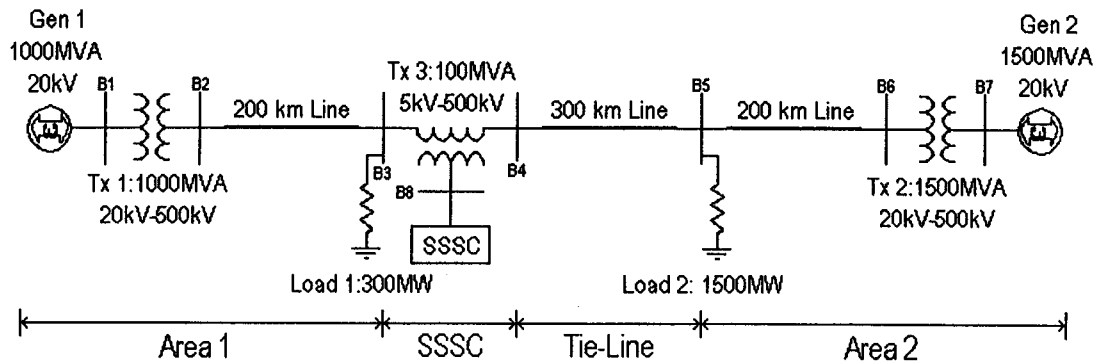 Gen 1
1000MVA
20kV
B1
B2
Tx 1:1000MVA
20kV-500kV
200 km Line
B3
Tx 3:100MVA
5kV-500kV
B8
SSSC
B4
300 km Line
B5
200 km Line
B6
B7
Tx 2:1500MVA
20kV-500kV
Gen 2
1500MVA
20kV
Load 1:300MW
Load 2: 1500MW
Area 1
SSSC
Tie-Line
Area 2